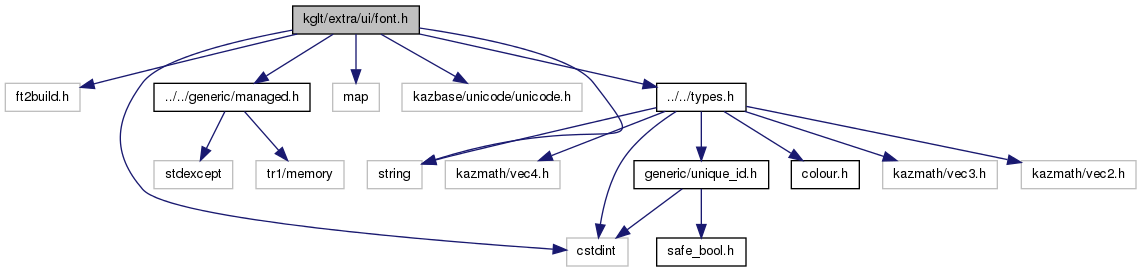 kglt/extra/ui/font.h
ft2build.h
../../generic/managed.h
map
kazbase/unicode/unicode.h
../../types.h
stdexcept
tr1/memory
string
kazmath/vec4.h
generic/unique_id.h
colour.h
kazmath/vec3.h
kazmath/vec2.h
cstdint
safe_bool.h